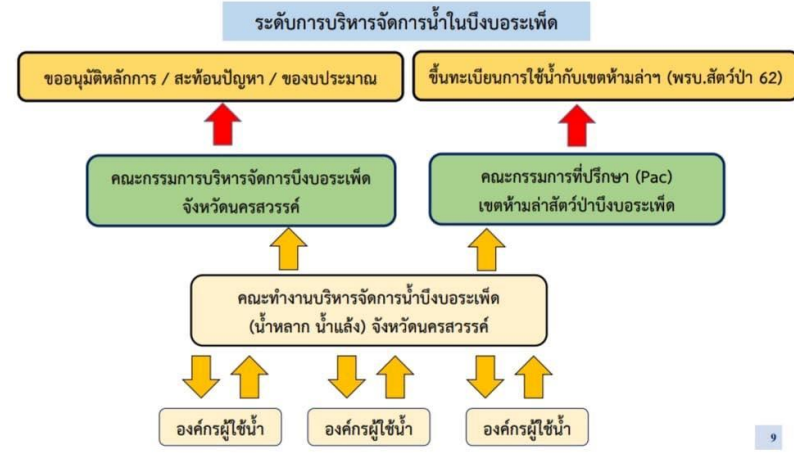 ระดับการบริหารจัดการน้ำในบึงบอระเพ็ด
ขออนุมัติหลักการ / สะท้อนปัญหา / ของบประมาณ
ขึ้นทะเบียนการใช้น้ำกับเขตห้ามล่าฯ (พรบ.สัตว์ป่า 62)
คณะกรรมการบริหารจัดการบึงบอระเพ็ด
จังหวัดนครสวรรค์
คณะกรรมการที่ปรึกษา (Pac)
เขตห้ามล่าสัตว์ป่าบึงบอระเพ็ด
คณะทำงานบริหารจัดการน้ำบึงบอระเพ็ด
(น้ำหลาก น้ำแล้ง) จังหวัดนครสวรรค์
องค์กรผู้ใช้น้ำ
องค์กรผู้ใช้น้ำ
องค์กรผู้ใช้น้ำ
9